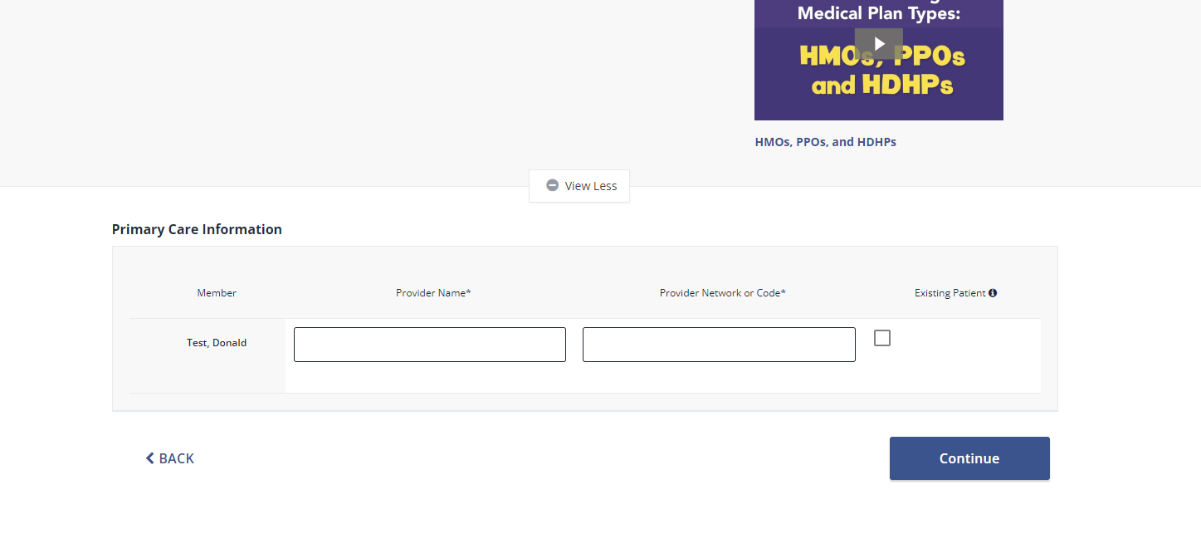 Medical Plan Types:
HMOs, PPOs
and HDHPs
HMOs, PPOs, and HDHPs
View Less
Primary Care Information
Member Provider Name* Provider Network or Code* Existing Patient
Test, Donald
BACK
Continue